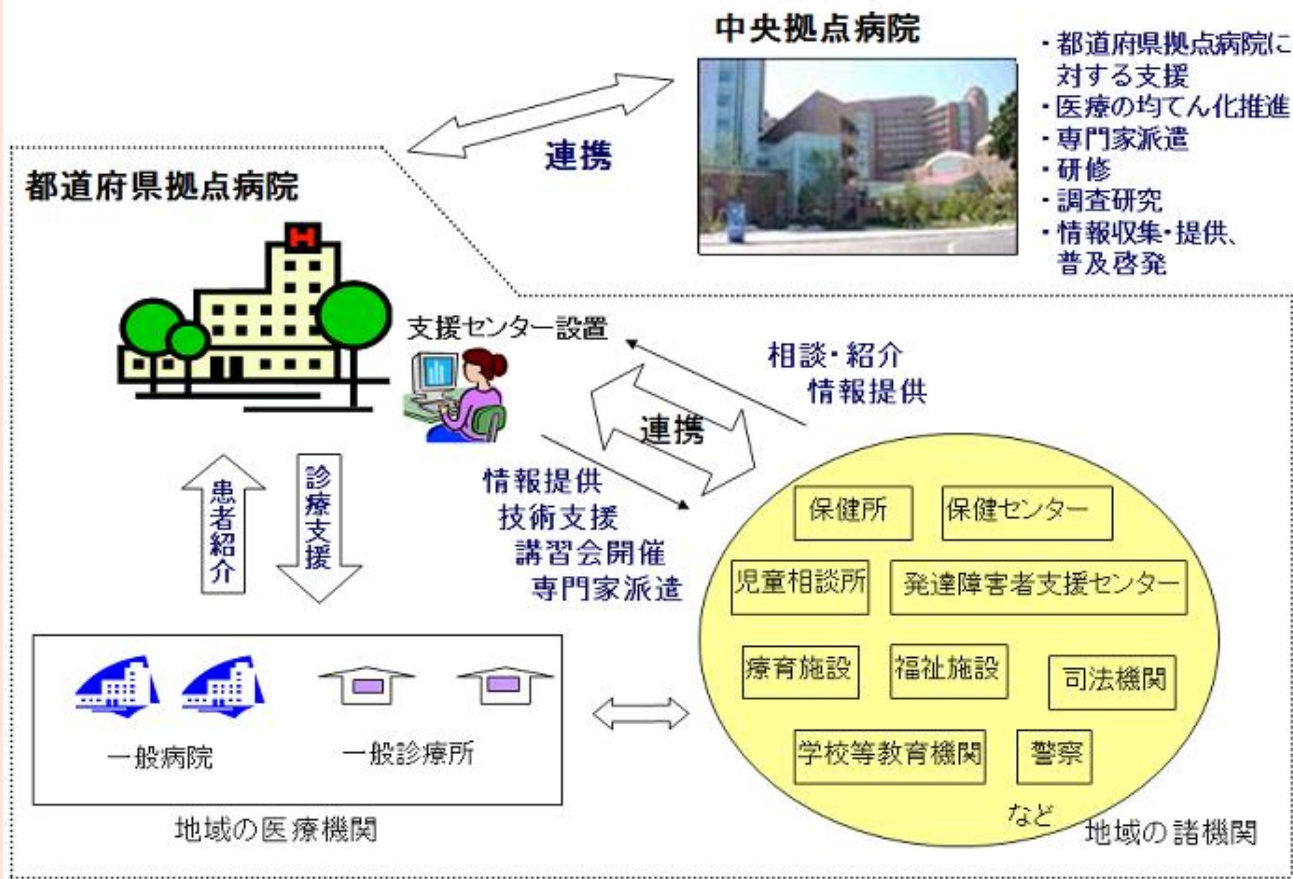 中央拠点病院
・都道府県拠点病院に
対する支援
・医療の均てん化推進
・専門家派遣
・研修
・調査研究
・情報収集・提供、
普及啓発
連携
都道府県拠点病院
H
支援センター設置
相談・紹介
情報提供
連携
情報提供
技術支援
講習会開催
専門家派遣
患者紹介
診療支援
保健所
保健センター
児童相談所
発達障害者支援センター
療育施設
福祉施設
司法機関
学校等教育機関
警察
など
地域の諸機関
一般病院
一般診療所
地域の医療機関